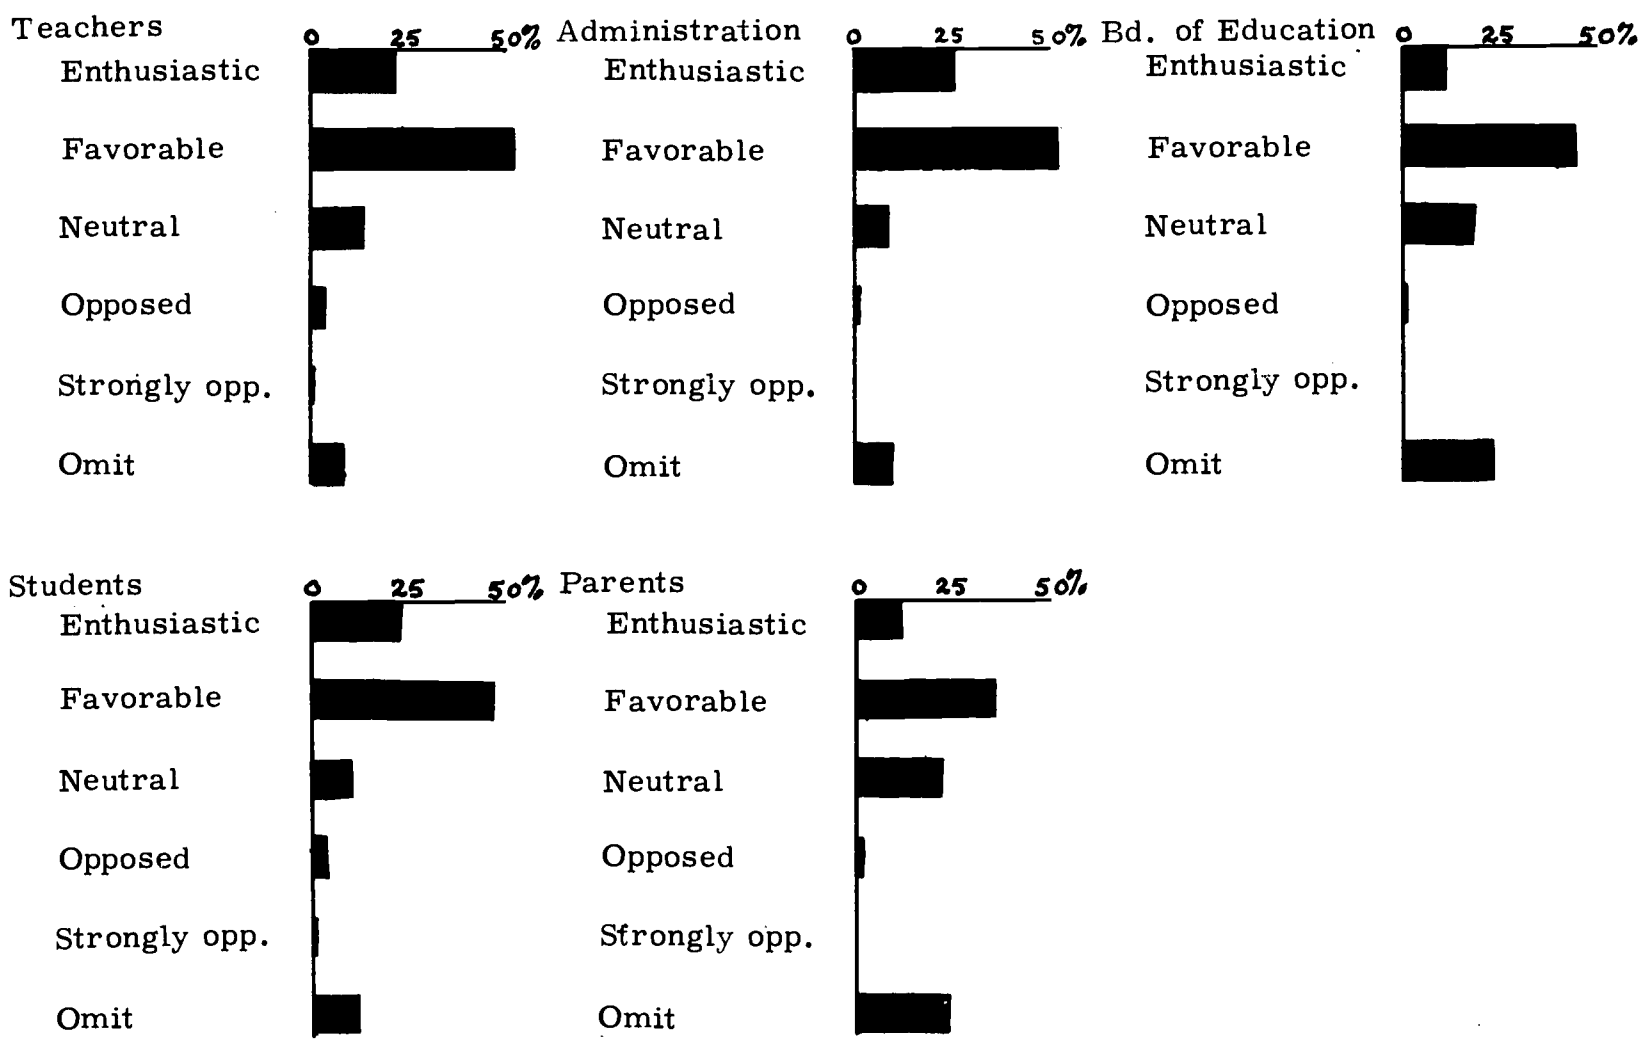 Teachers 0 25 50%
Enthusiastic
Favorable
Neutral
Opposed
Strongly opp.
Omit
Administration 0 25 50%
Enthusiastic
Favorable
Neutral
Opposed
Strongly opp.
Omit
Bd. of Education 0 25 50%
Enthusiastic
Favorable
Neutral
Opposed
Strongly opp.
Omit
Students 0 25 50%
Enthusiastic
Favorable
Neutral
Opposed
Strongly opp.
Omit
Parents 0 25 50%
Enthusiastic
Favorable
Neutral
Opposed
Strongly opp.
Omit